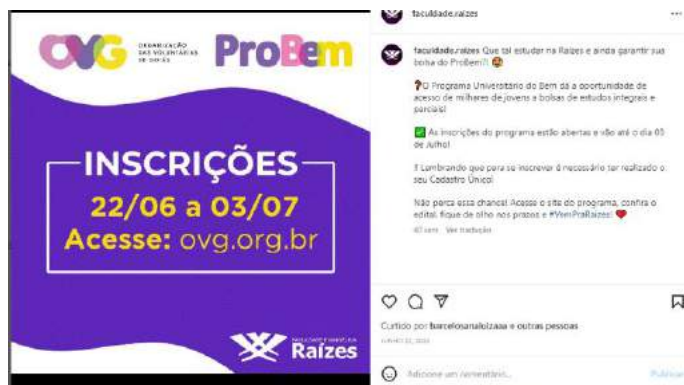 OVG
ORGANIZAÇÃO
DAS VOLUNTÁRIAS
DE GOIÁS
ProBem
INSCRIÇÕES
22/06 a 03/07
Acesse: ovg.org.br
FACULDADE EVANGÉLICA
Raízes
faculdade.raizes
faculdade.raizes Que tal estudar na Raízes e ainda garantir sua
bolsa do ProBem?!
O Programa Universitário do Bem dá a oportunidade de
acesso de milhares de jovens a bolsas de estudos integrais e
parciais!
As inscrições do programa estão abertas e vão até o dia 03
de Julho!
Lembrando que para se inscrever é necessário ter realizado o
seu Cadastro Único!
Não perca essa chance! Acesse o site do programa, confira o
edital, fique de olho nos prazos e #VemPraRaizes!
Ver tradução
Curtido por barcelosanaluizaaa e outras pessoas
Adicione um comentário...
Publicar